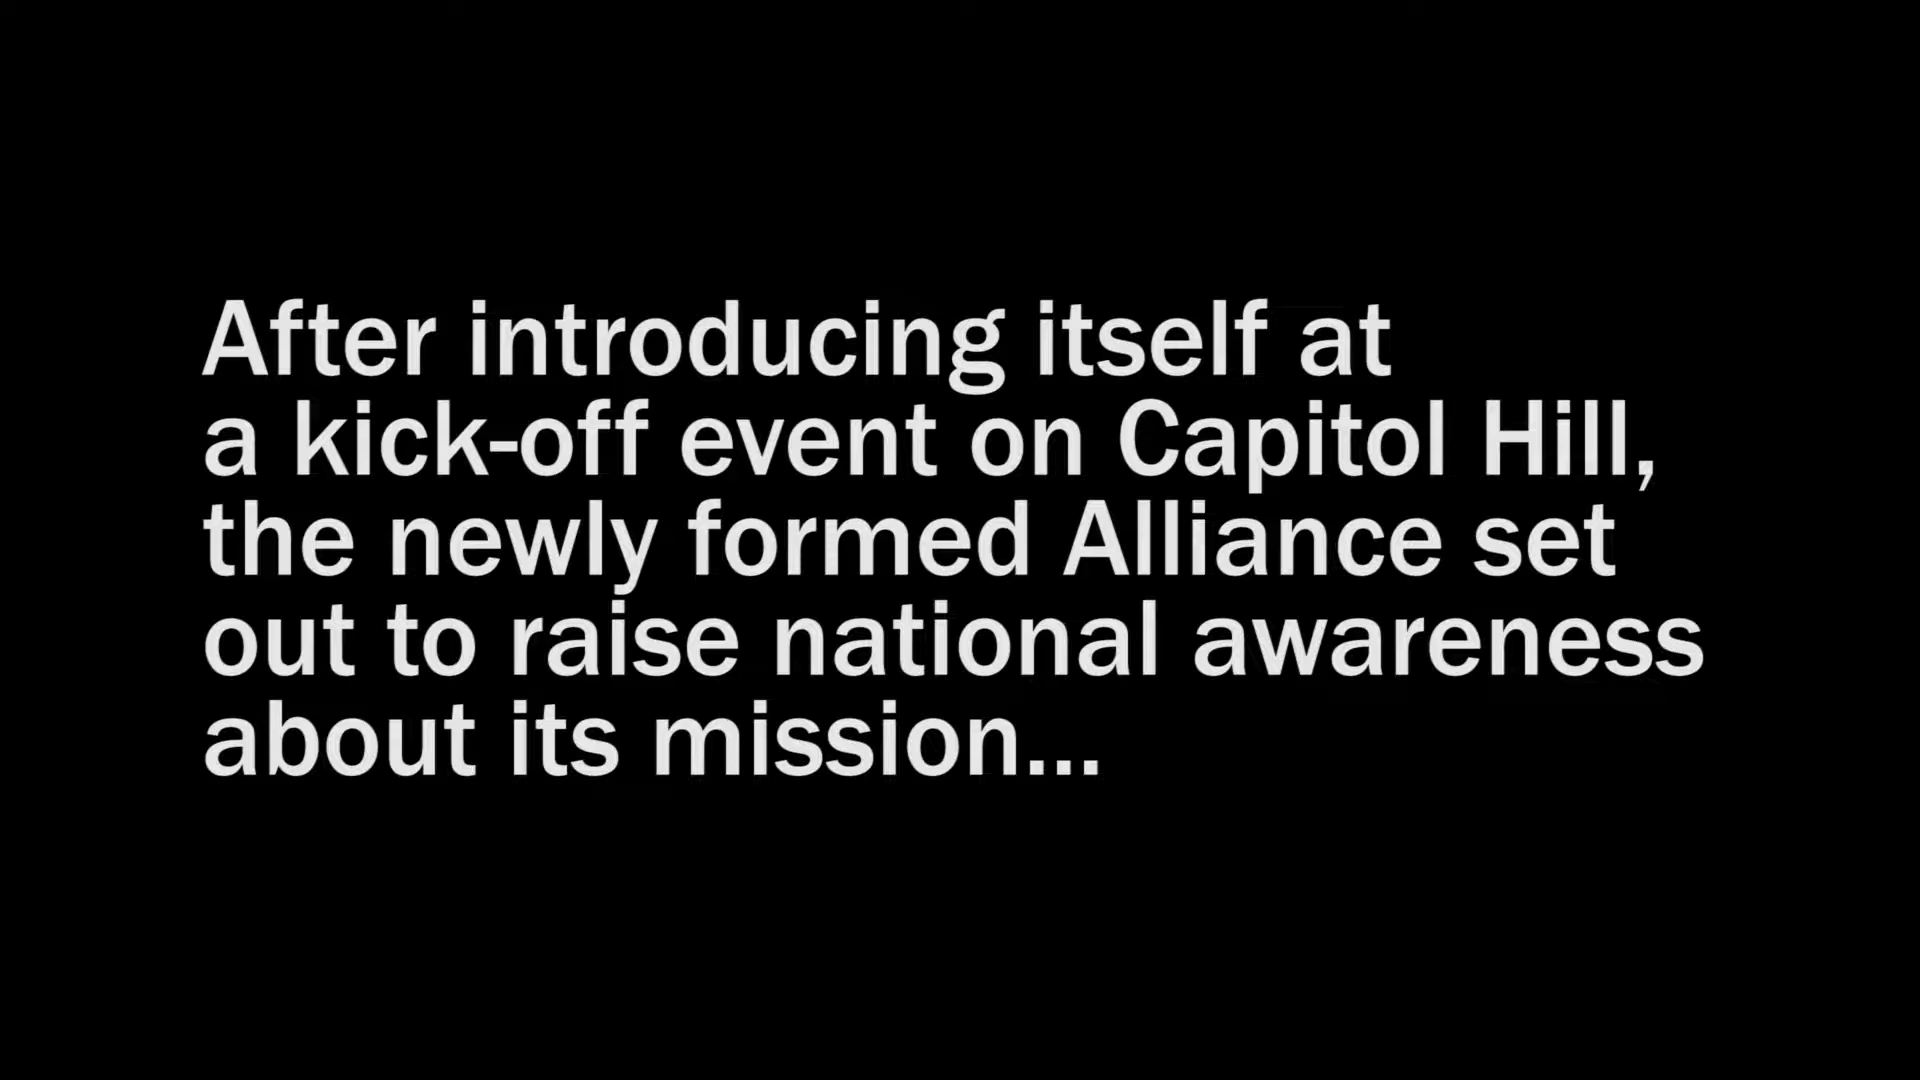 After introducing itself at
a kick-off event on Capitol Hill,
the newly formed Alliance set
out to raise national awareness
about its mission...